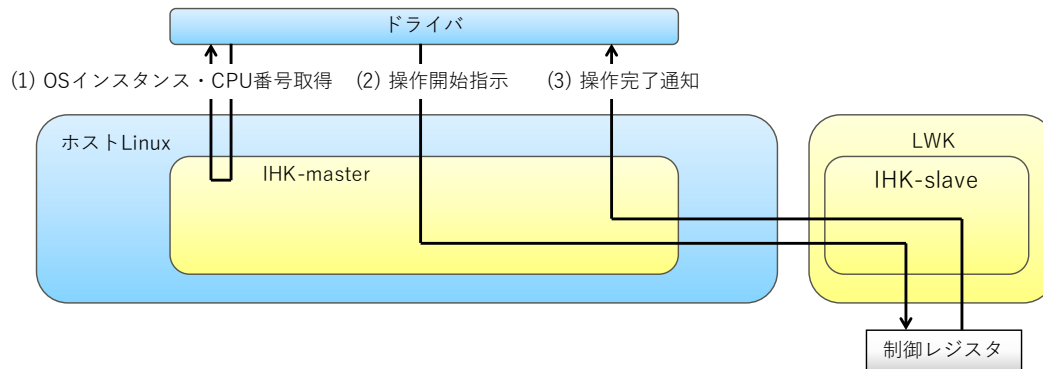 ドライバ
(1) OSインスタンス・CPU番号取得
(2) 操作開始指示
(3) 操作完了通知
ホストLinux
IHK-master
LWK
IHK-slave
制御レジスタ